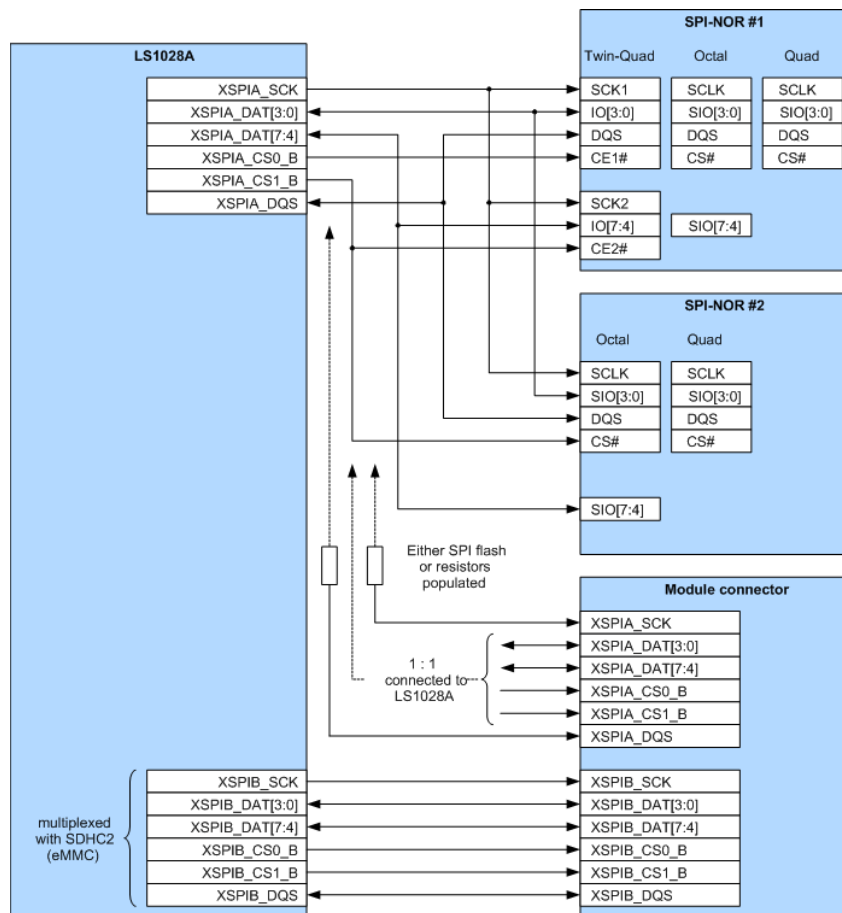 LS1028A
XSPIA_SCK
XSPIA_DAT[3:0]
XSPIA_DAT[7:4]
XSPIA_CS0_B
XSPIA_CS1_B
XSPIA_DQS
SPI-NOR #1
Twin-Quad Octal Quad
SCK1 SCLK SCLK
IO[3:0] SIO[3:0] SIO[3:0]
DQS DQS DQS
CE1# CS# CS#
SCK2
IO[7:4] SIO[7:4]
CE2#
SPI-NOR #2
Octal Quad
SCLK SCLK
SIO[3:0] SIO[3:0]
DQS DQS
CS# CS#
SIO[7:4]
Either SPI flash
or resistors
populated
Module connector
XSPIA_SCK
XSPIA_DAT[3:0]
XSPIA_DAT[7:4]
XSPIA_CS0_B
XSPIA_CS1_B
XSPIA_DQS
1 : 1
connected to
LS1028A
multiplexed
with SDHC2
(eMMC)
XSPIB_SCK
XSPIB_DAT[3:0]
XSPIB_DAT[7:4]
XSPIB_CS0_B
XSPIB_CS1_B
XSPIB_DQS
XSPIB_SCK
XSPIB_DAT[3:0]
XSPIB_DAT[7:4]
XSPIB_CS0_B
XSPIB_CS1_B
XSPIB_DQS